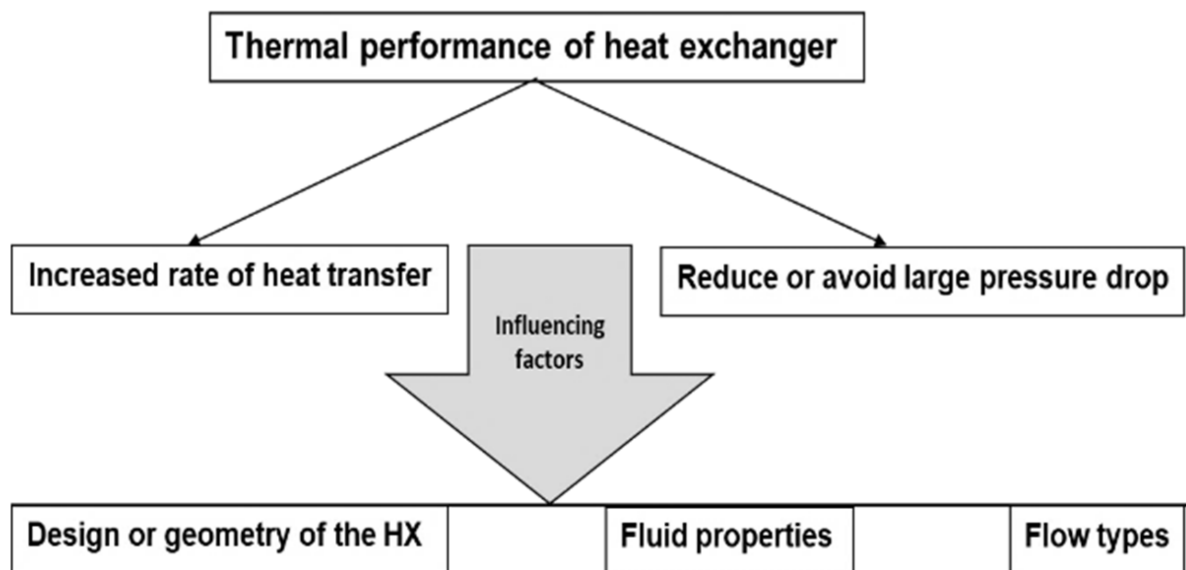 Thermal performance of heat exchanger
Increased rate of heat transfer
Reduce or avoid large pressure drop
Influencing
factors
Design or geometry of the HX
Fluid properties
Flow types